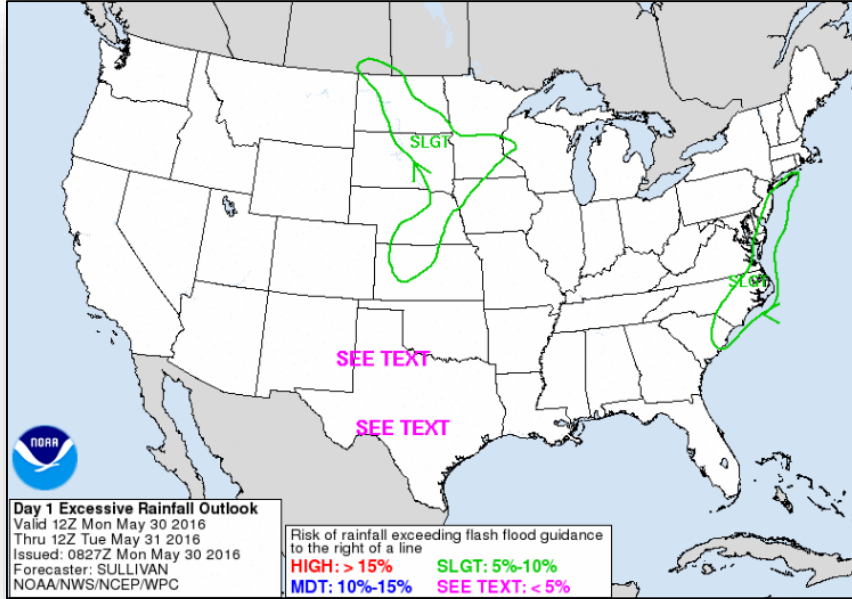 SLGT
SLGT
SEE TEXT
SEE TEXT
NOAA
Day 1 Excessive Rainfall Outlook
Valid 12Z Mon May 30 2016
Thru 12Z Tue May 31 2016
Issued: 0827Z Mon May 30 2016
Forecaster: SULLIVAN
NOAA/NWS/NCEP/WPC
Risk of rainfall exceeding flash flood guidance
to the right of a line
HIGH: > 15% SLGT: 5%-10%
MDT: 10%-15% SEE TEXT: < 5%